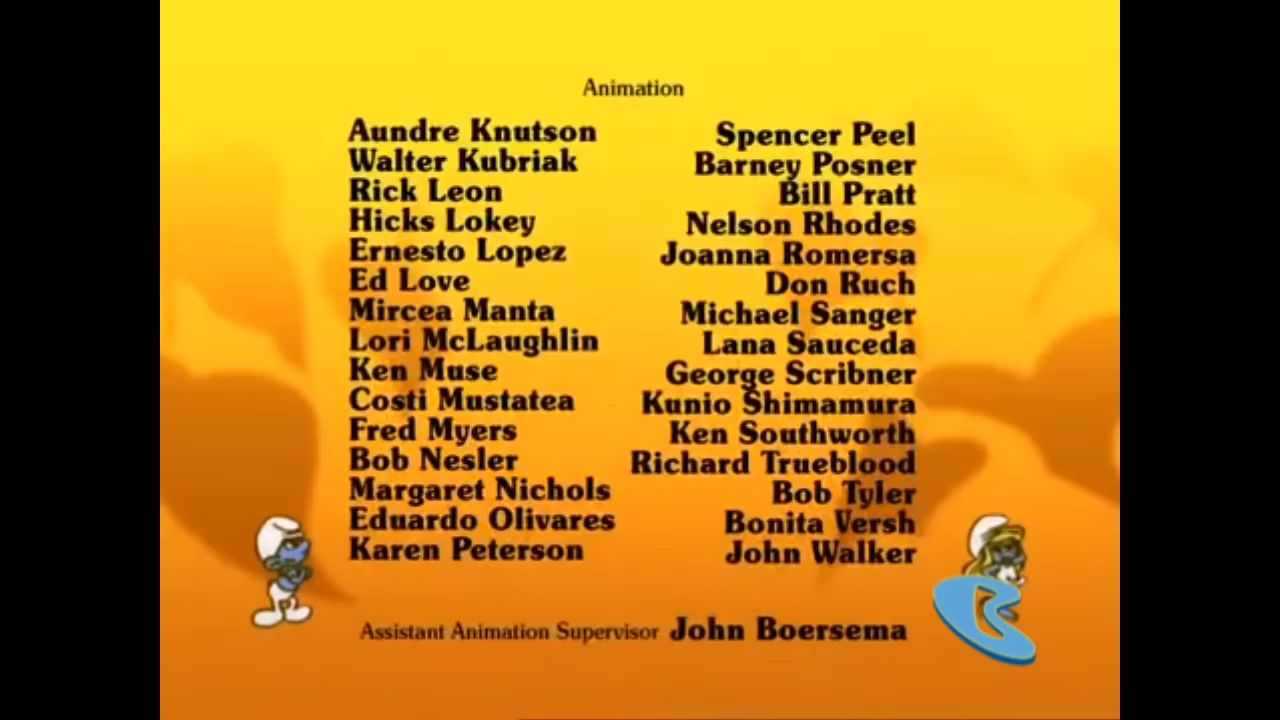 Animation
Aundre Knutson
Walter Kubriak
Rick Leon
Hicks Lokey
Ernesto Lopez
Ed Love
Mircea Manta
Lori McLaughlin
Ken Muse
Costi Mustatea
Fred Myers
Bob Nesler
Margaret Nichols
Eduardo Olivares
Karen Peterson
Spencer Peel
Barney Posner
Bill Pratt
Nelson Rhodes
Joanna Romersa
Don Ruch
Michael Sanger
Lana Sauceda
George Scribner
Kunio Shimamura
Ken Southworth
Richard Trueblood
Bob Tyler
Bonita Versh
John Walker
Assistant Animation Supervisor John Boersema
B